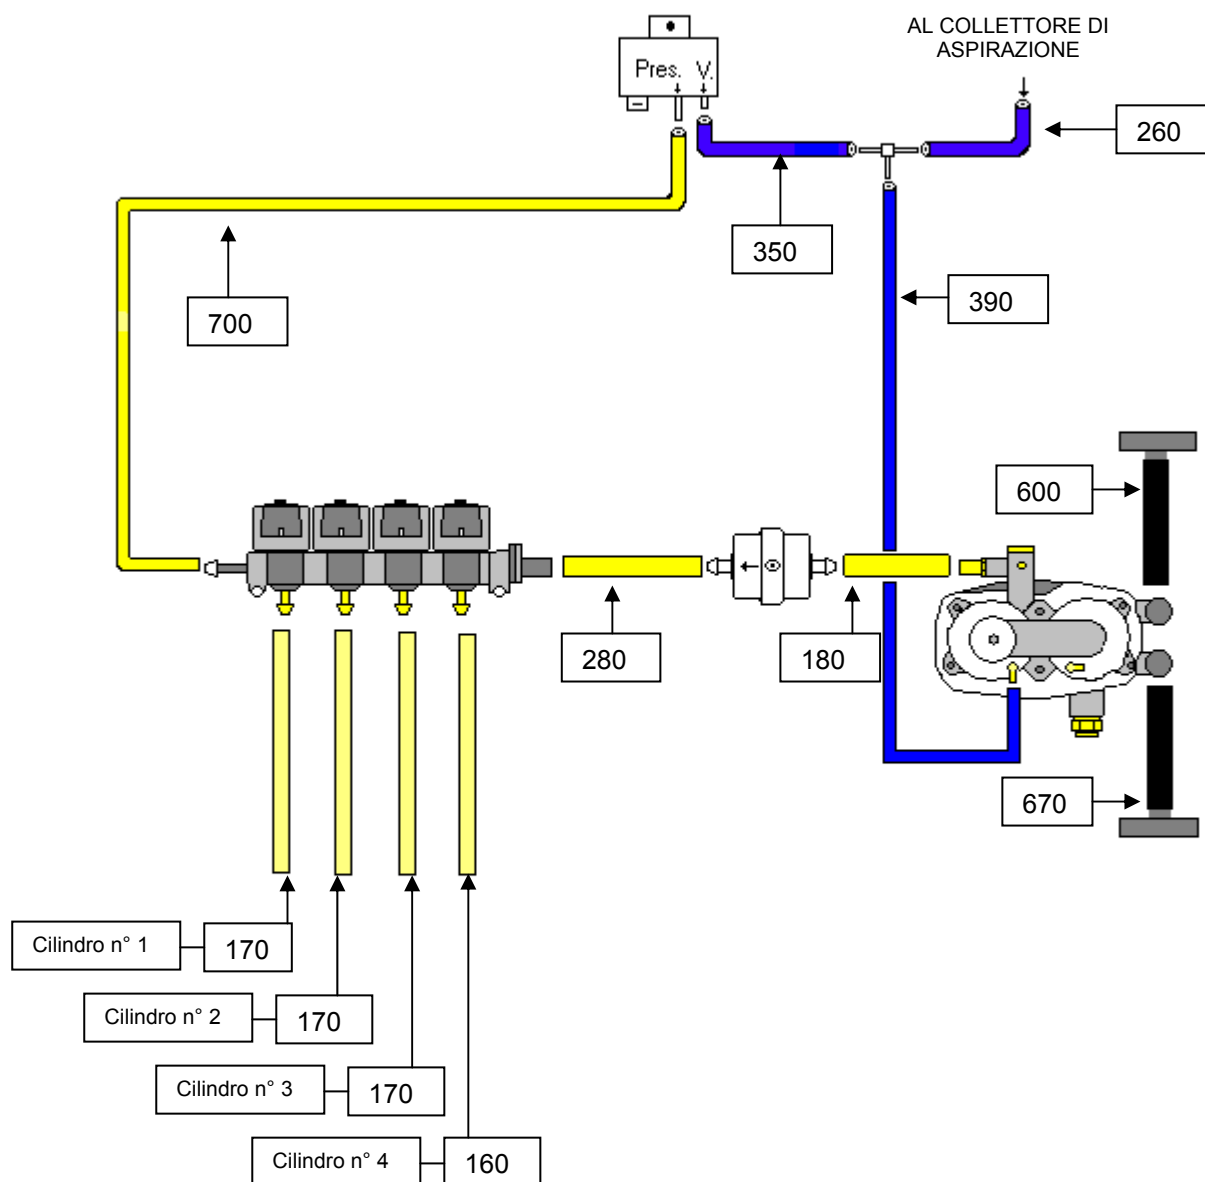 AL COLLETTORE DI
ASPIRAZIONE
Pres. V.
260
350
390
700
600
280
180
670
Cilindro n° 1
170
Cilindro n° 2
170
Cilindro n° 3
170
Cilindro n° 4
160